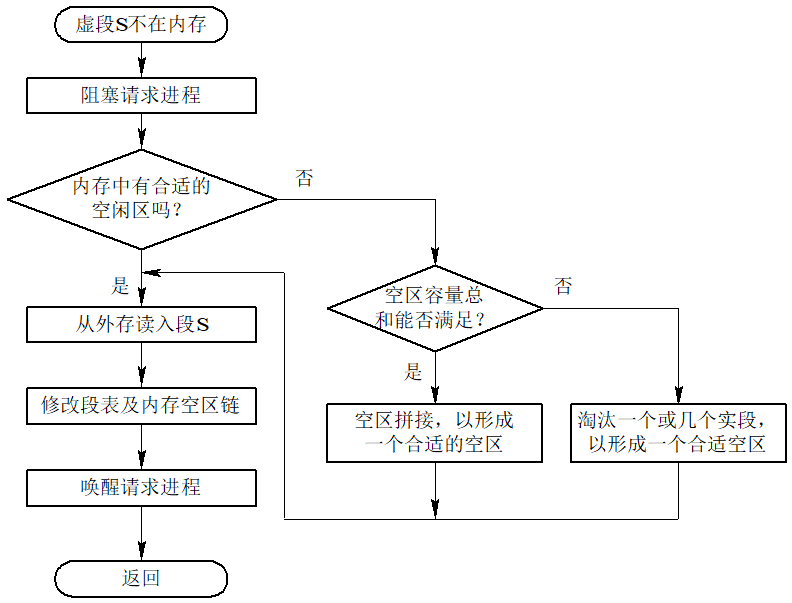 虚段S不在内存
阻塞请求进程
内存中有合适的
空闲区吗？
否
是
从外存读入段S
修改段表及内存空区链
唤醒请求进程
返回
空区容量总
和能否满足？
否
是
空区拼接，以形成
一个合适的空区
淘汰一个或几个实段，
以形成一个合适空区